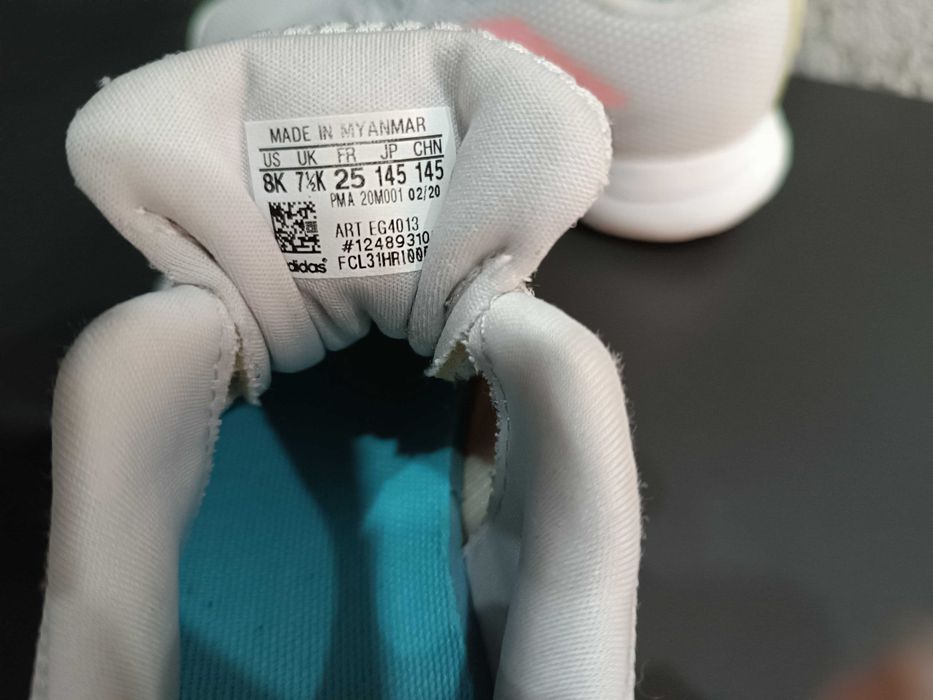 MADE IN MYANMAR
US UK FR JP CHN
8K 7½K 25 145 145
PMA 20M001 02/20
ART EG4013
#12489310
adidas® FCL31HR100